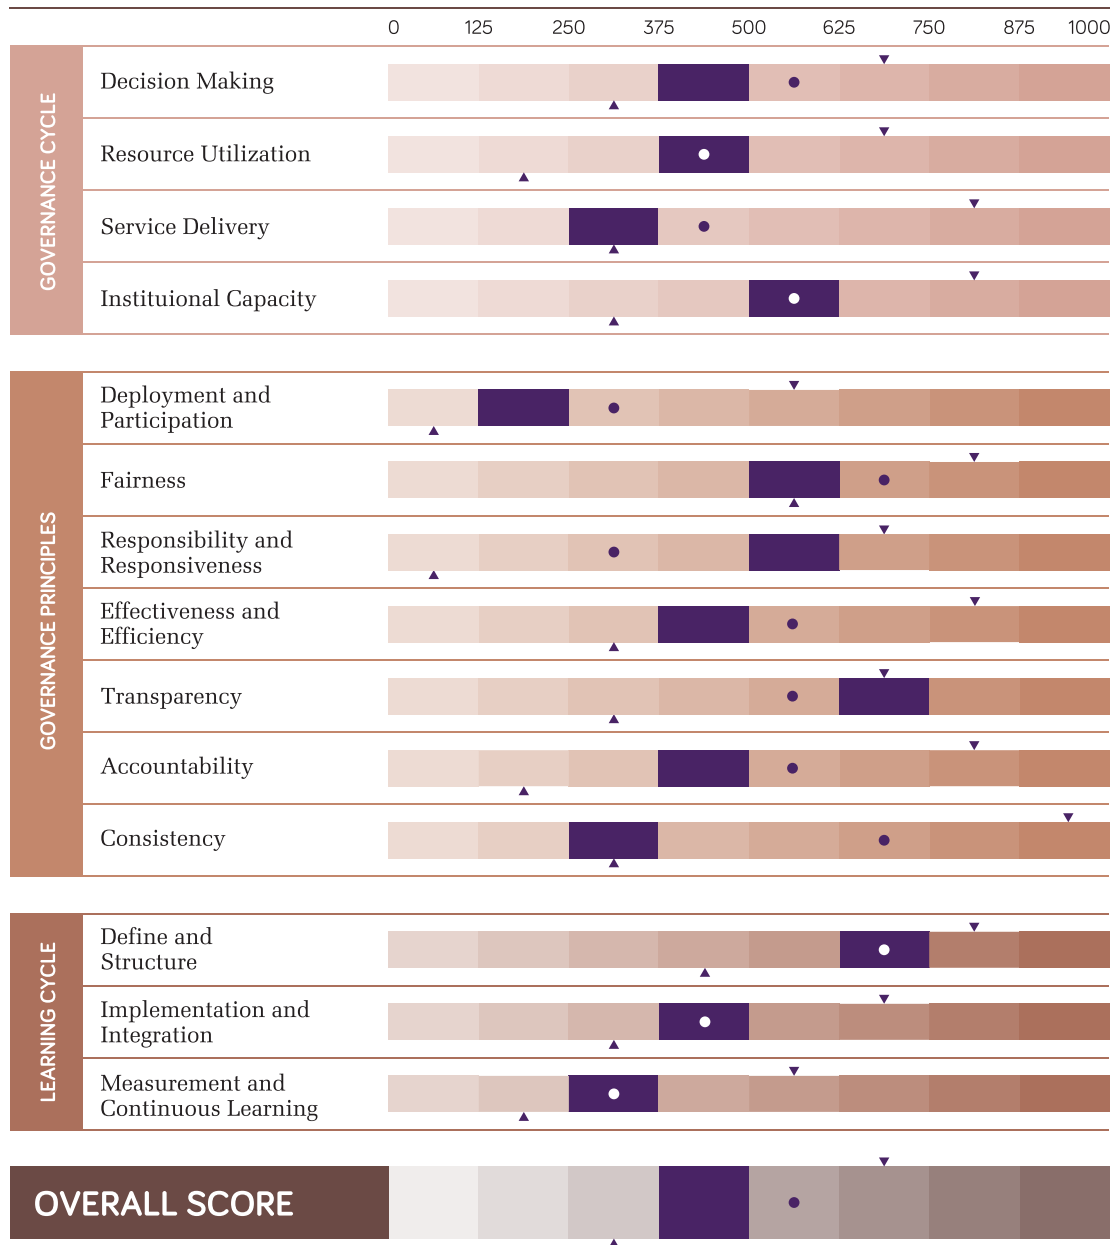 0 125 250 375 500 625 750 875 1000
GOVERNANCE CYCLE
Decision Making
Resource Utilization
Service Delivery
Instituional Capacity
GOVERNANCE PRINCIPLES
Deployment and
Participation
Fairness
Responsibility and
Responsiveness
Effectiveness and
Efficiency
Transparency
Accountability
Consistency
LEARNING CYCLE
Define and
Structure
Implementation and
Integration
Measurement and
Continuous Learning
OVERALL SCORE